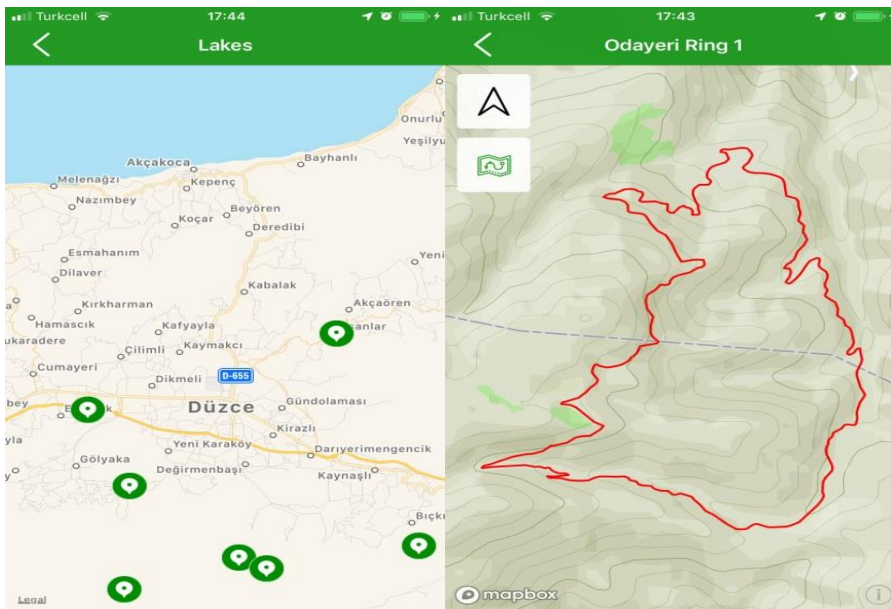 Turkcell 17:44
Lakes
Onurlu
Yeşilyu
Akçakoca
Bayhanlı
Melenağzı
Kepenç
Nazımbey
Beyören
Koçar
Deredibi
Esmahanım
Yeni
Dilaver
Kabalak
Kırkharman
Akçaören
Hamascık
Kafyayla
sanlar
ukaradere
Çilimli
Kaymakcı
Cumayeri
D-655
Dikmeli
bey
Düzce
Gündolaması
Kirazlı
yla
Yeni Karaköy
Darıyerimengencik
Gölyaka
Değirmenbaşı
Kaynaşlı
Bıçkı
Legal
Turkcell 17:43
Odayeri Ring 1
mapbox